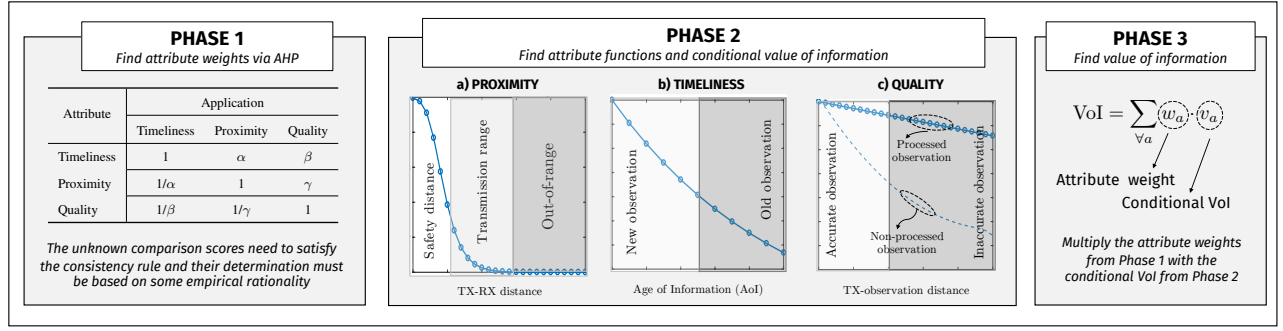 PHASE 1
Find attribute weights via AHP
Attribute
Application
Timeliness Proximity Quality
Timeliness 1 α β
Proximity 1/α 1 γ
Quality 1/β 1/γ 1
The unknown comparison scores need to satisfy
the consistency rule and their determination must
be based on some empirical rationality
PHASE 2
Find attribute functions and conditional value of information
a) PROXIMITY
Safety distance
Transmission range
Out-of-range
TX-RX distance
b) TIMELINESS
New observation
Old observation
Age of Information (AoI)
c) QUALITY
Accurate observation
Processed
observation
Non-processed
observation
Inaccurate observation
TX-observation distance
PHASE 3
Find value of information
VoI = ∑ w_a · v_a
∀a
Attribute weight
Conditional VoI
Multiply the attribute weights
from Phase 1 with the
conditional VoI from Phase 2